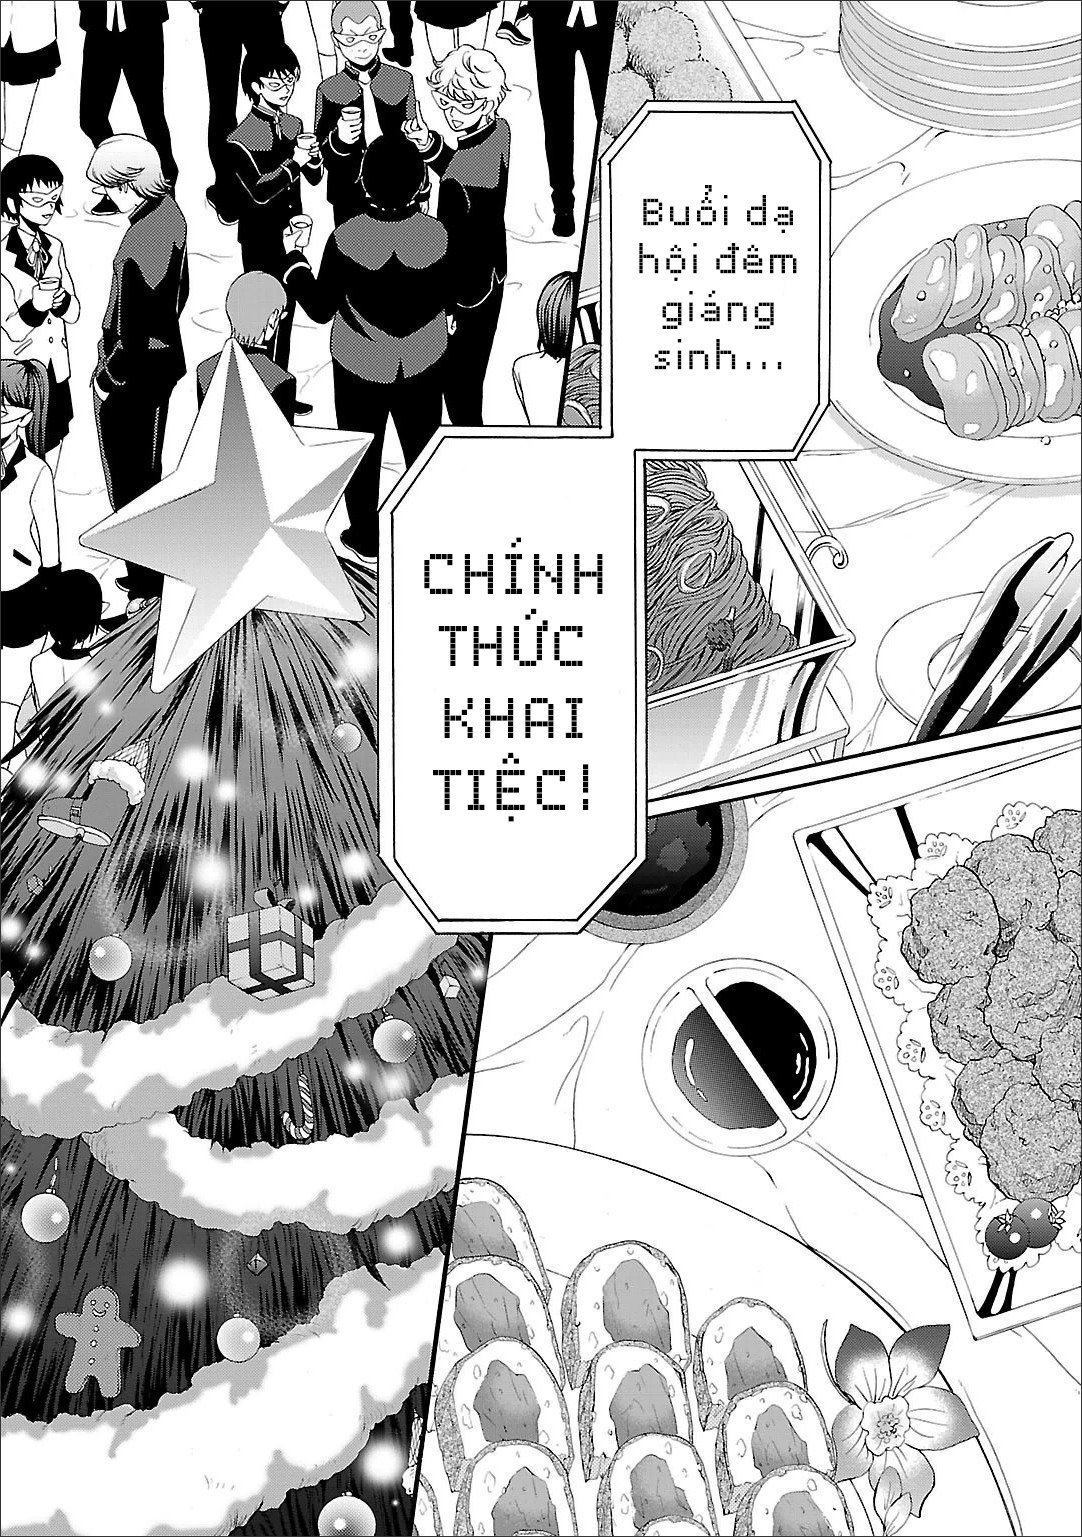 Buổi dạ
hội đêm
giáng
sinh...
CHÍNH
THỨC
KHAI
TIỆC!